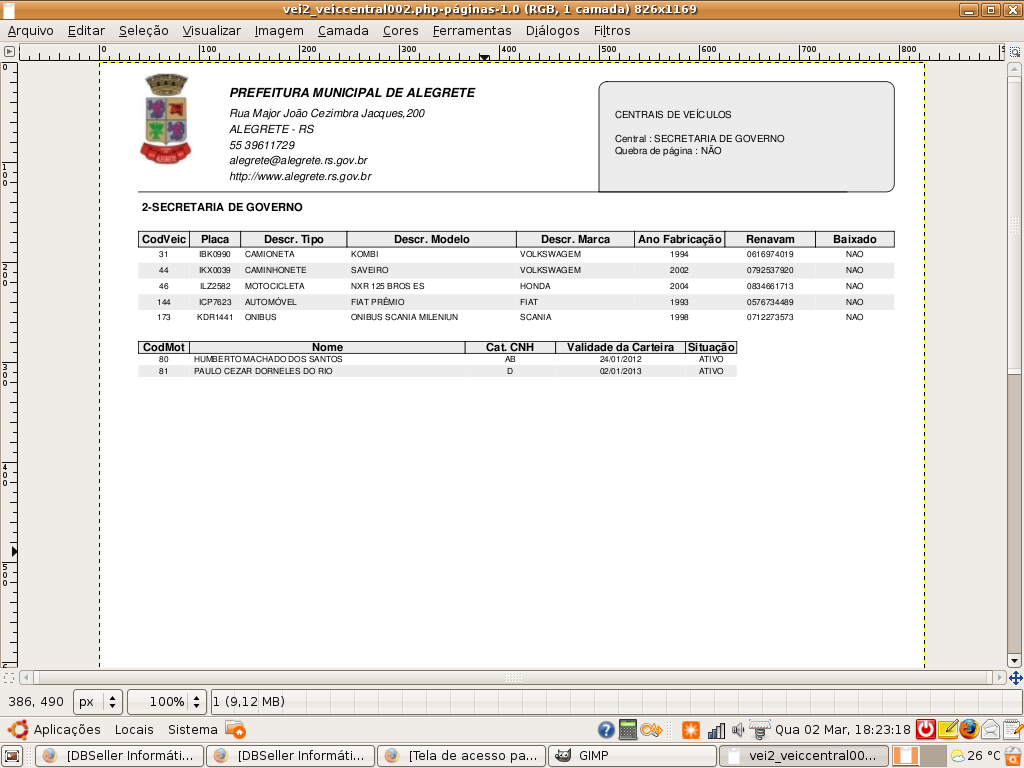 vei2_veiccentral002.php-páginas-1.0 (RGB, 1 camada) 826x1169
Arquivo Editar Seleção Visualizar Imagem Camada Cores Ferramentas Diálogos Filtros
0 100 200 300 400 500 600 700 800
PREFEITURA MUNICIPAL DE ALEGRETE
Rua Major João Cezimbra Jacques,200
ALEGRETE - RS
55 39611729
alegrete@alegrete.rs.gov.br
http://www.alegrete.rs.gov.br
CENTRAIS DE VEÍCULOS
Central : SECRETARIA DE GOVERNO
Quebra de página : NÃO
2-SECRETARIA DE GOVERNO
CodVeic Placa Descr. Tipo Descr. Modelo Descr. Marca Ano Fabricação Renavam Baixado
31 IBK0990 CAMIONETA KOMBI VOLKSWAGEM 1994 0616974019 NAO
44 IKX0039 CAMINHONETE SAVEIRO VOLKSWAGEM 2002 0792537920 NAO
46 ILZ2582 MOTOCICLETA NXR 125 BROS ES HONDA 2004 0834661713 NAO
144 ICP7623 AUTOMÓVEL FIAT PRÊMIO FIAT 1993 0576734489 NAO
173 KDR1441 ONIBUS ONIBUS SCANIA MILENIUN SCANIA 1998 0712273573 NAO
CodMot Nome Cat. CNH Validade da Carteira Situação
80 HUMBERTO MACHADO DOS SANTOS AB 24/01/2012 ATIVO
81 PAULO CEZAR DORNELES DO RIO D 02/01/2013 ATIVO
0
100
200
300
400
500
386, 490 px 100% 1 (9,12 MB)
Aplicações Locais Sistema Qua 02 Mar, 18:23:18
[DBSeller Informáti... [DBSeller Informáti... [Tela de acesso pa... GIMP vei2_veiccentral00... 26 °C